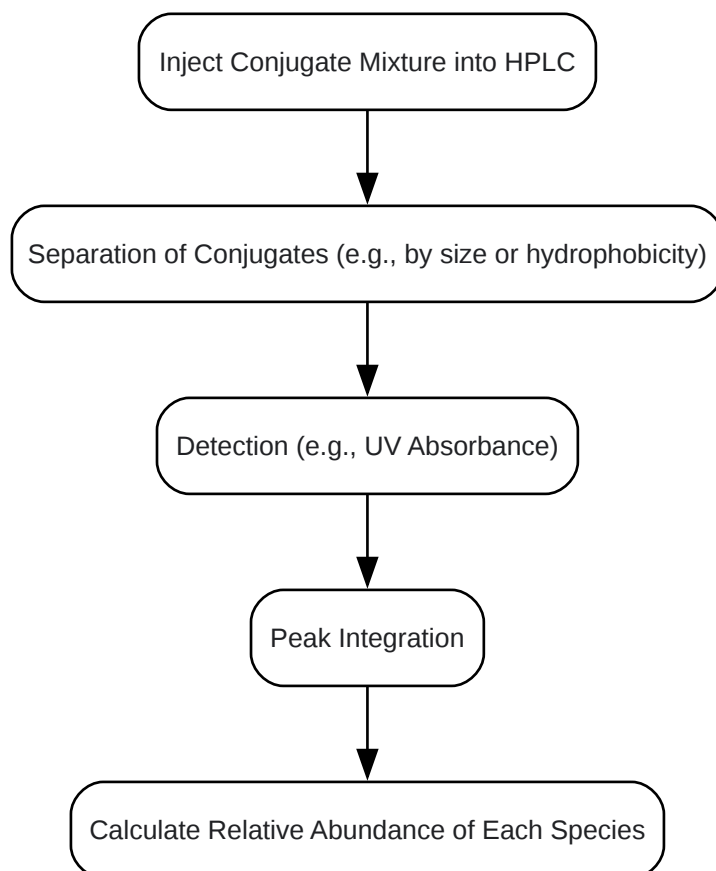 Inject Conjugate Mixture into HPLC
Separation of Conjugates (e.g., by size or hydrophobicity)
Detection (e.g., UV Absorbance)
Peak Integration
Calculate Relative Abundance of Each Species